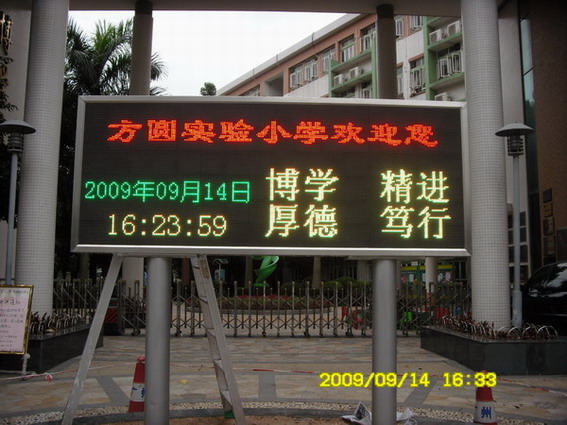 方圆实验小学欢迎您
2009年09月14日
16:23:59
博学 精进
厚德 笃行
2009/09/14 16:33
州